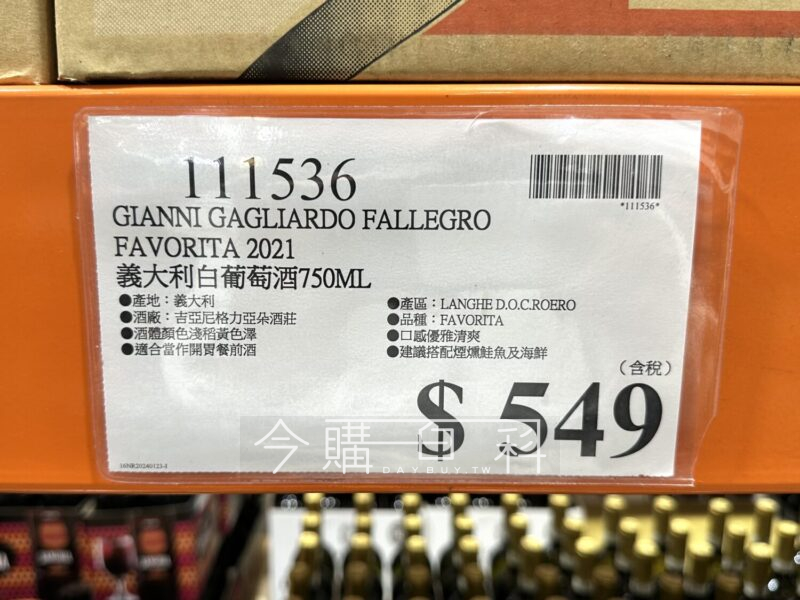 111536
*111536*
GIANNI GAGLIARDO FALLEGRO
FAVORITA 2021
義大利白葡萄酒750ML
●產地：義大利
●酒廠：吉亞尼格力亞朵酒莊
●酒體顏色淺稻黃色澤
●適合當作開胃餐前酒
●產區：LANGHE D.O.C.ROERO
●品種：FAVORITA
●口感優雅清爽
●建議搭配煙燻鮭魚及海鮮
（含稅）
$ 549
今購百科
DAYBUY.TW
16NR20240123-1